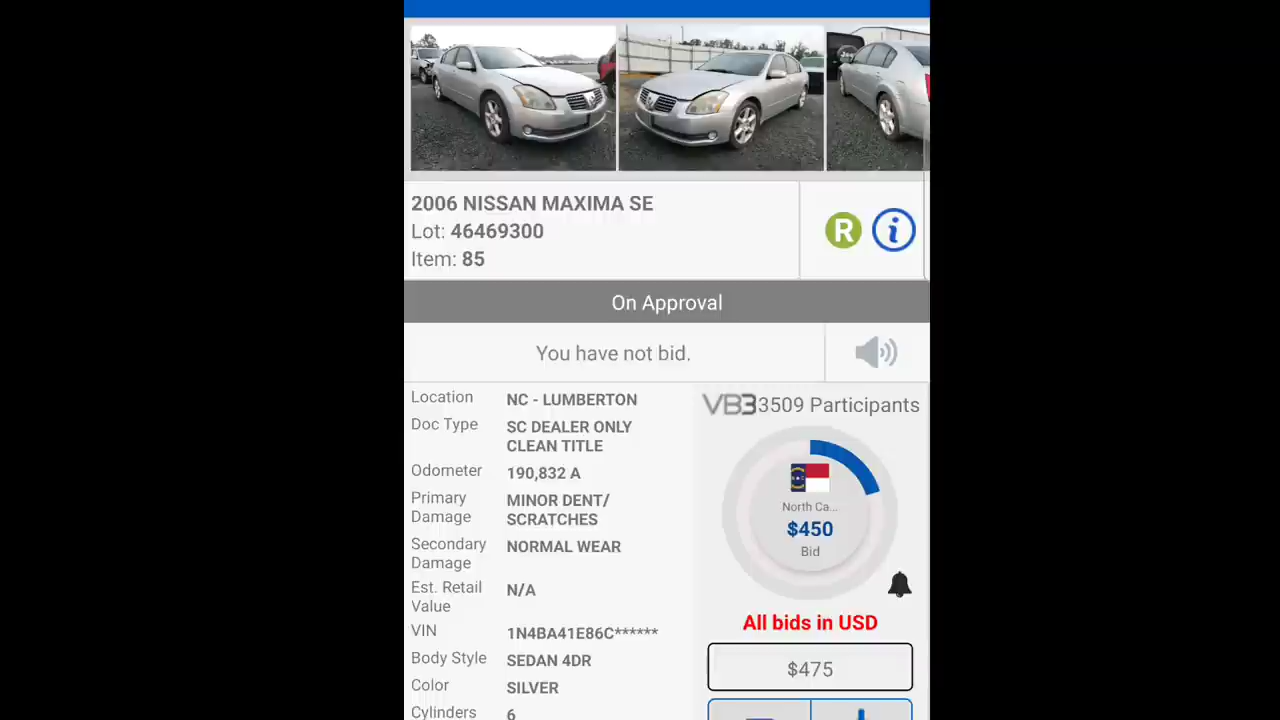 2006 NISSAN MAXIMA SE
Lot: 46469300
Item: 85
R
i
On Approval
You have not bid.
Location NC - LUMBERTON
Doc Type SC DEALER ONLY
CLEAN TITLE
Odometer 190,832 A
Primary
Damage MINOR DENT/
SCRATCHES
Secondary
Damage NORMAL WEAR
Est. Retail
Value N/A
VIN 1N4BA41E86C******
Body Style SEDAN 4DR
Color SILVER
Cylinders 6
VB3 3509 Participants
North Ca...
$450
Bid
All bids in USD
$475